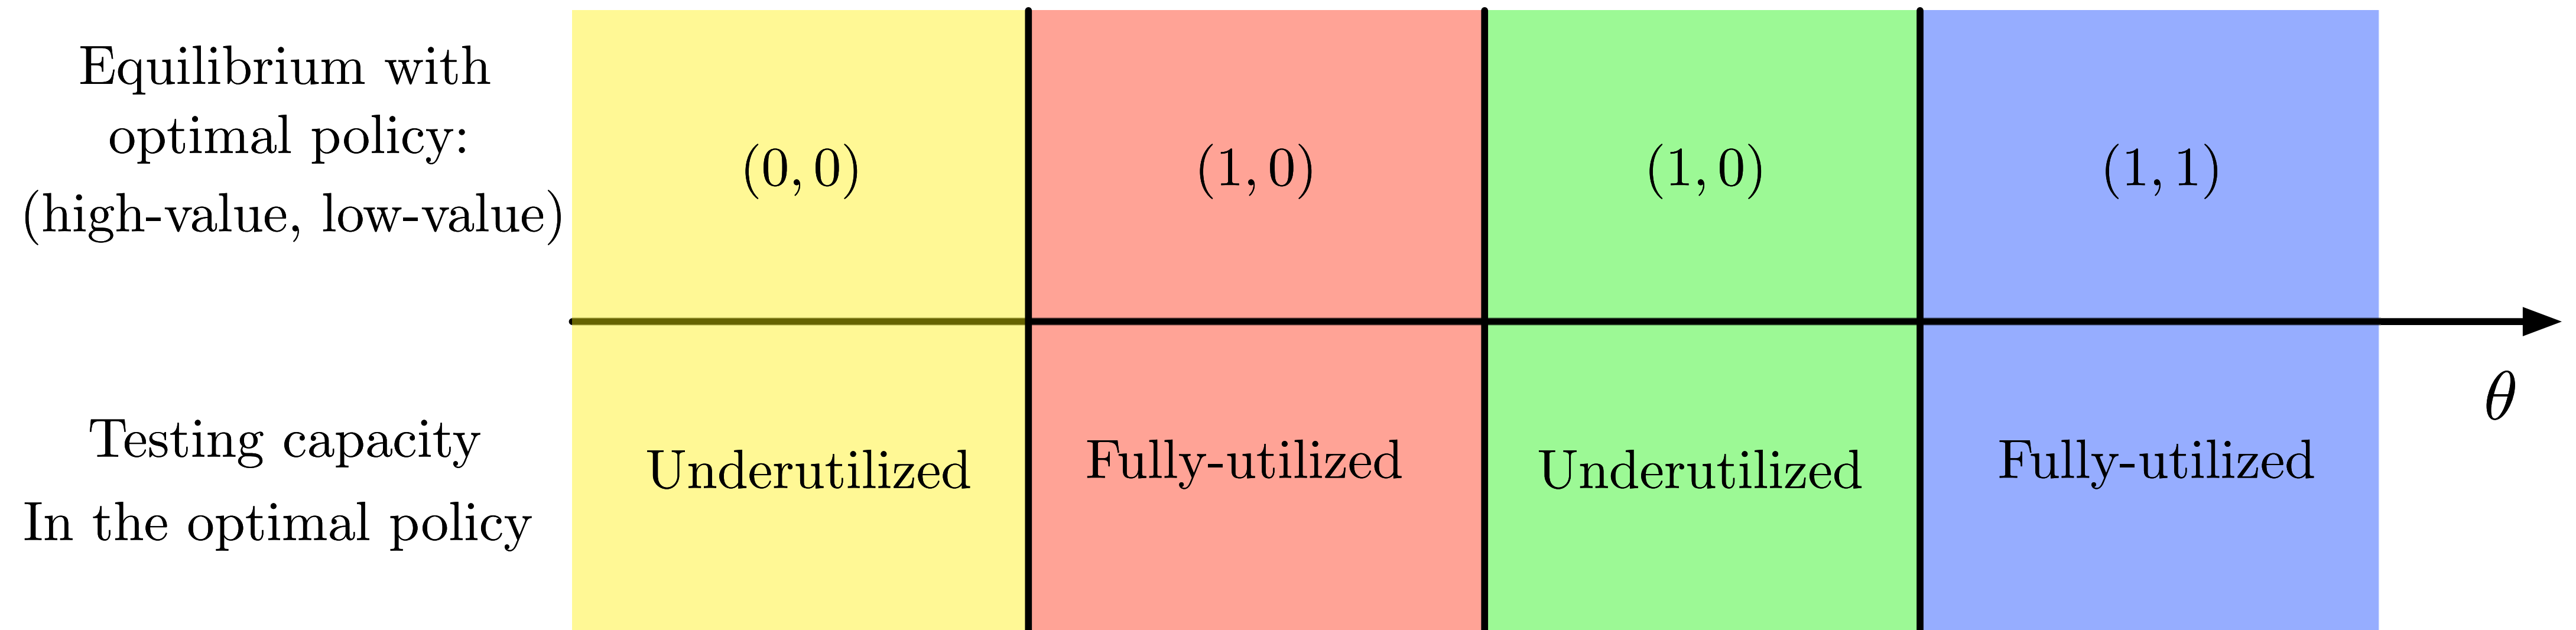 Equilibrium with
optimal policy:
(high-value, low-value)
(0, 0)
(1, 0)
(1, 0)
(1, 1)
θ
Testing capacity
In the optimal policy
Underutilized
Fully-utilized
Underutilized
Fully-utilized